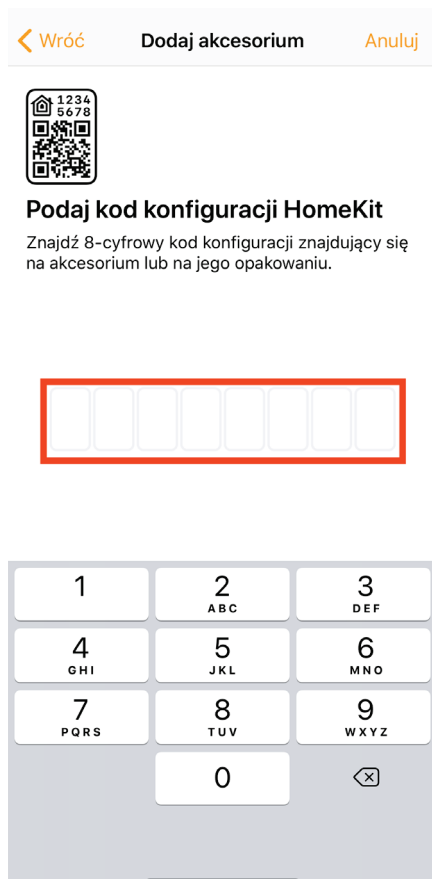 Wróć
Dodaj akcesorium
Anuluj
1234
5678
Podaj kod konfiguracji HomeKit
Znajdź 8-cyfrowy kod konfiguracji znajdujący się
na akcesorium lub na jego opakowaniu.
1
2
3
ABC
DEF
4
5
6
GHI
JKL
MNO
7
8
9
PQRS
TUV
WXYZ
0